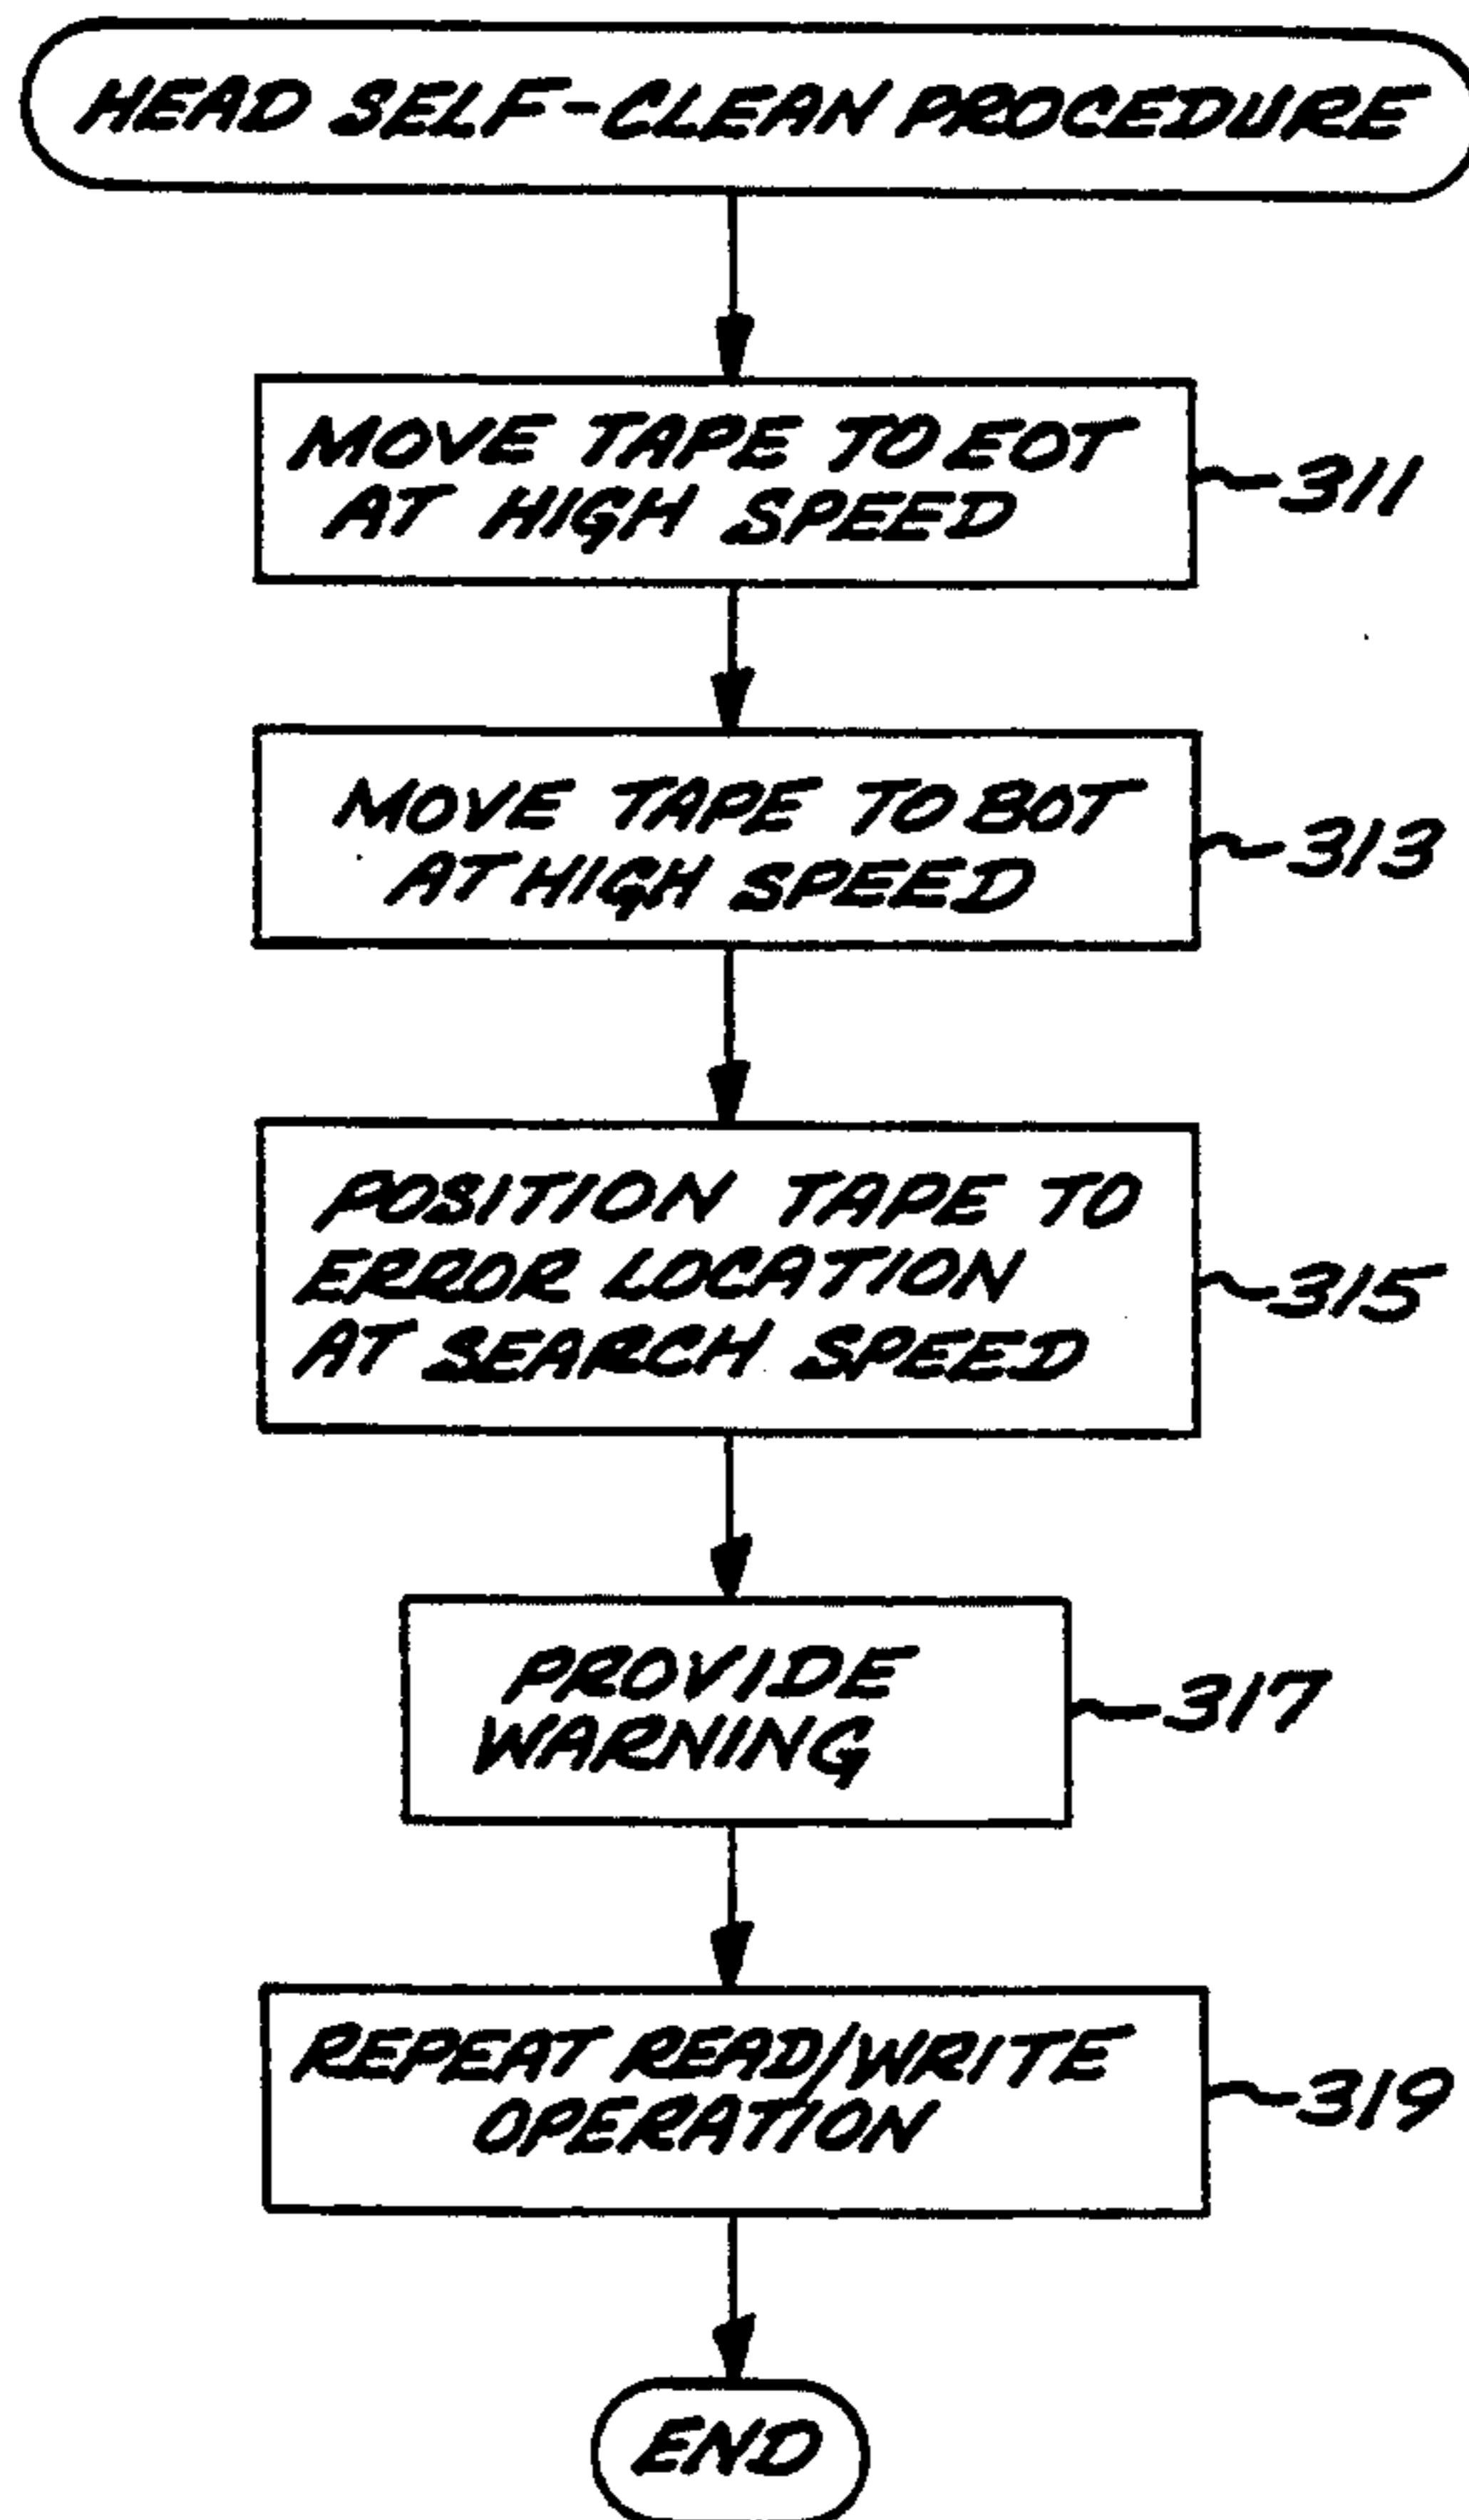 HEAD SELF-CLEAN PROCEDURE
MOVE TAPE TO EOT
AT HIGH SPEED
311
MOVE TAPE TO BOT
AT HIGH SPEED
313
POSITION TAPE TO
ERROR LOCATION
AT SEARCH SPEED
315
PROVIDE
WARNING
317
REPEAT READ/WRITE
OPERATION
319
END